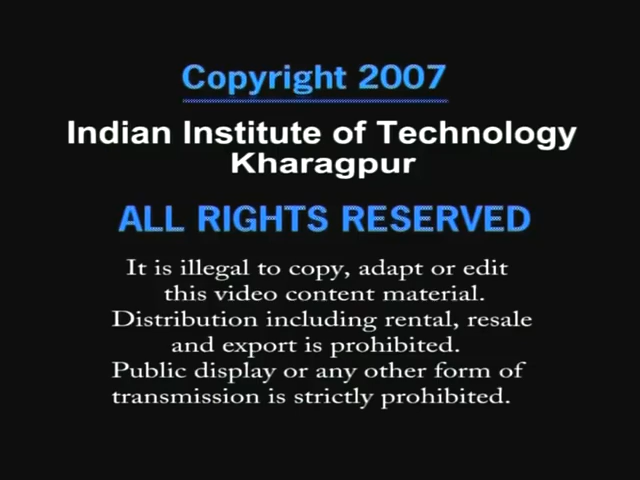 Copyright 2007
Indian Institute of Technology
Kharagpur
ALL RIGHTS RESERVED
It is illegal to copy, adapt or edit
this video content material.
Distribution including rental, resale
and export is prohibited.
Public display or any other form of
transmission is strictly prohibited.